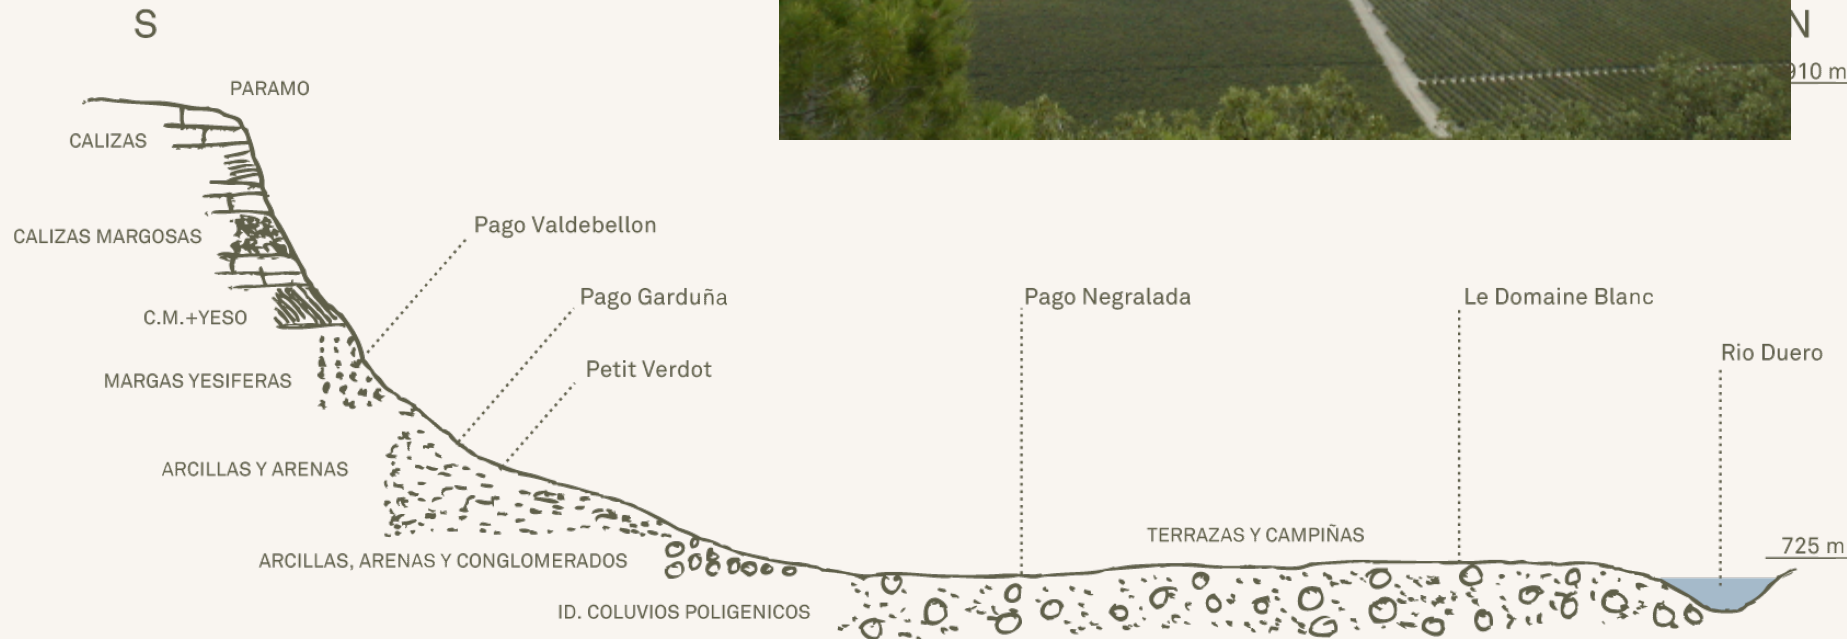 S
N
910 m
PARAMO
CALIZAS
CALIZAS MARGOSAS
Pago Valdebellon
C.M.+YESO
Pago Garduña
Pago Negralada
Le Domaine Blanc
Rio Duero
Petit Verdot
MARGAS YESIFERAS
ARCILLAS Y ARENAS
TERRAZAS Y CAMPIÑAS
725 m
ARCILLAS, ARENAS Y CONGLOMERADOS
ID. COLUVIOS POLIGENICOS